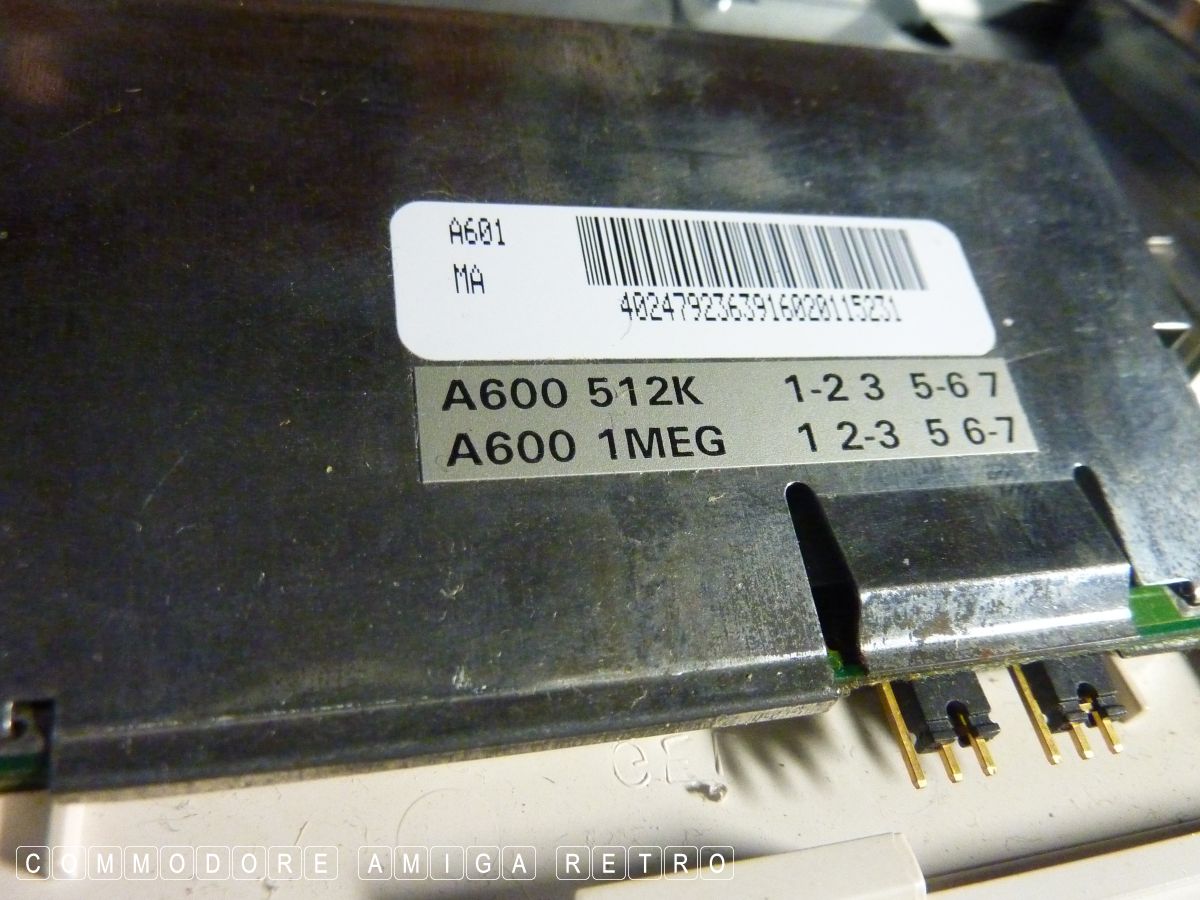 A601
MA
4024792363916020115231
A600 512K 1-2 3 5-6 7
A600 1MEG 1 2-3 5 6-7
COMMODORE AMIGA RETRO